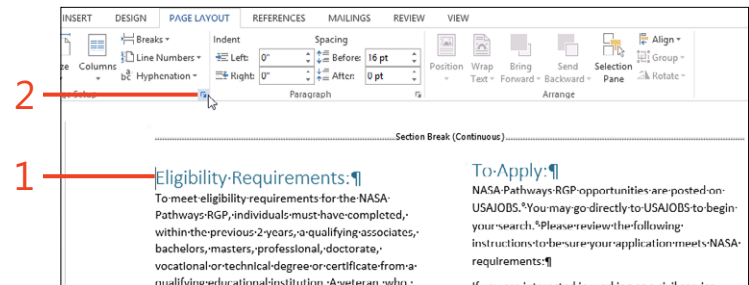 INSERT DESIGN PAGE LAYOUT REFERENCES MAILINGS REVIEW VIEW
Breaks Indent Spacing Align
Columns Line Numbers Left: 0" Before: 16 pt Position Wrap Bring Send Selection Group
Hyphenation Right: 0" After: 0 pt Text Forward Backward Pane Rotate
2
Paragraph Arrange
Section Break (Continuous)
1
Eligibility·Requirements:¶
To·meet·eligibility·requirements·for·the·NASA·
Pathways·RGP,·individuals·must·have·completed,·
within·the·previous·2·years,·a·qualifying·associates,·
bachelors,·masters,·professional,·doctorate,·
vocational·or·technical·degree·or·certificate·from·a·
qualifying·educational·institution.·A·veteran··who·
To·Apply:¶
NASA·Pathways·RGP·opportunities·are·posted·on·
USAJOBS.°You·may·go·directly·to·USAJOBS·to·begin·
your·search.°Please·review·the·following·
instructions·to·be·sure·your·application·meets·NASA·
requirements:¶